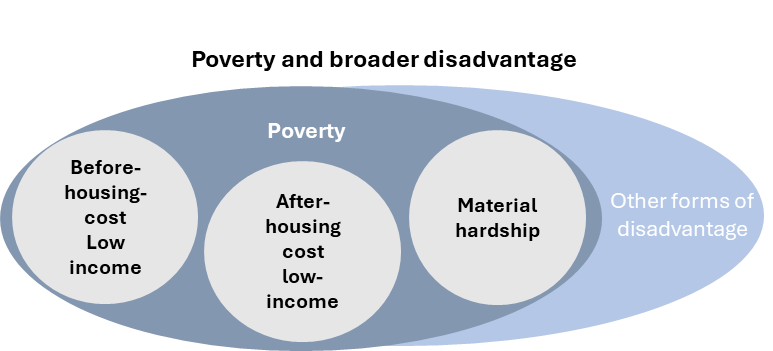 Poverty and broader disadvantage
Poverty
Before-
housing-
cost
Low
income
After-
housing
cost
low-
income
Material
hardship
Other forms of
disadvantage